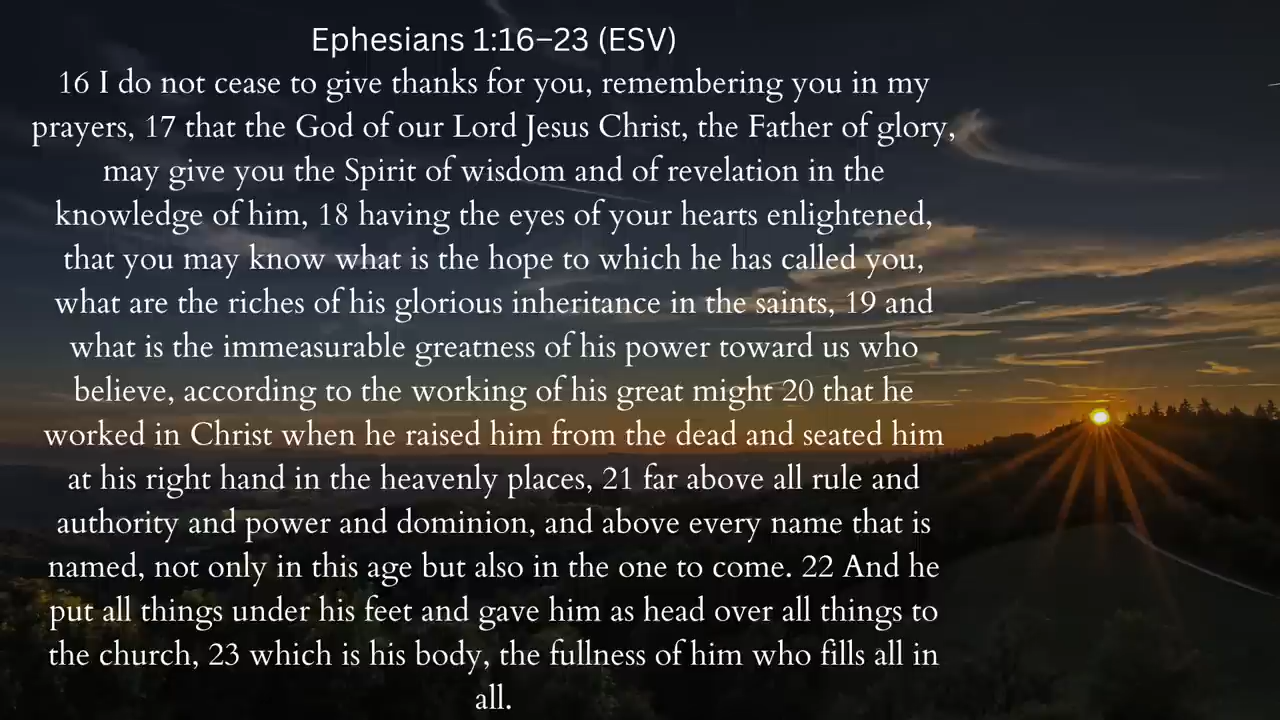 Ephesians 1:16–23 (ESV)
16 I do not cease to give thanks for you, remembering you in my
prayers, 17 that the God of our Lord Jesus Christ, the Father of glory,
may give you the Spirit of wisdom and of revelation in the
knowledge of him, 18 having the eyes of your hearts enlightened,
that you may know what is the hope to which he has called you,
what are the riches of his glorious inheritance in the saints, 19 and
what is the immeasurable greatness of his power toward us who
believe, according to the working of his great might 20 that he
worked in Christ when he raised him from the dead and seated him
at his right hand in the heavenly places, 21 far above all rule and
authority and power and dominion, and above every name that is
named, not only in this age but also in the one to come. 22 And he
put all things under his feet and gave him as head over all things to
the church, 23 which is his body, the fullness of him who fills all in
all.